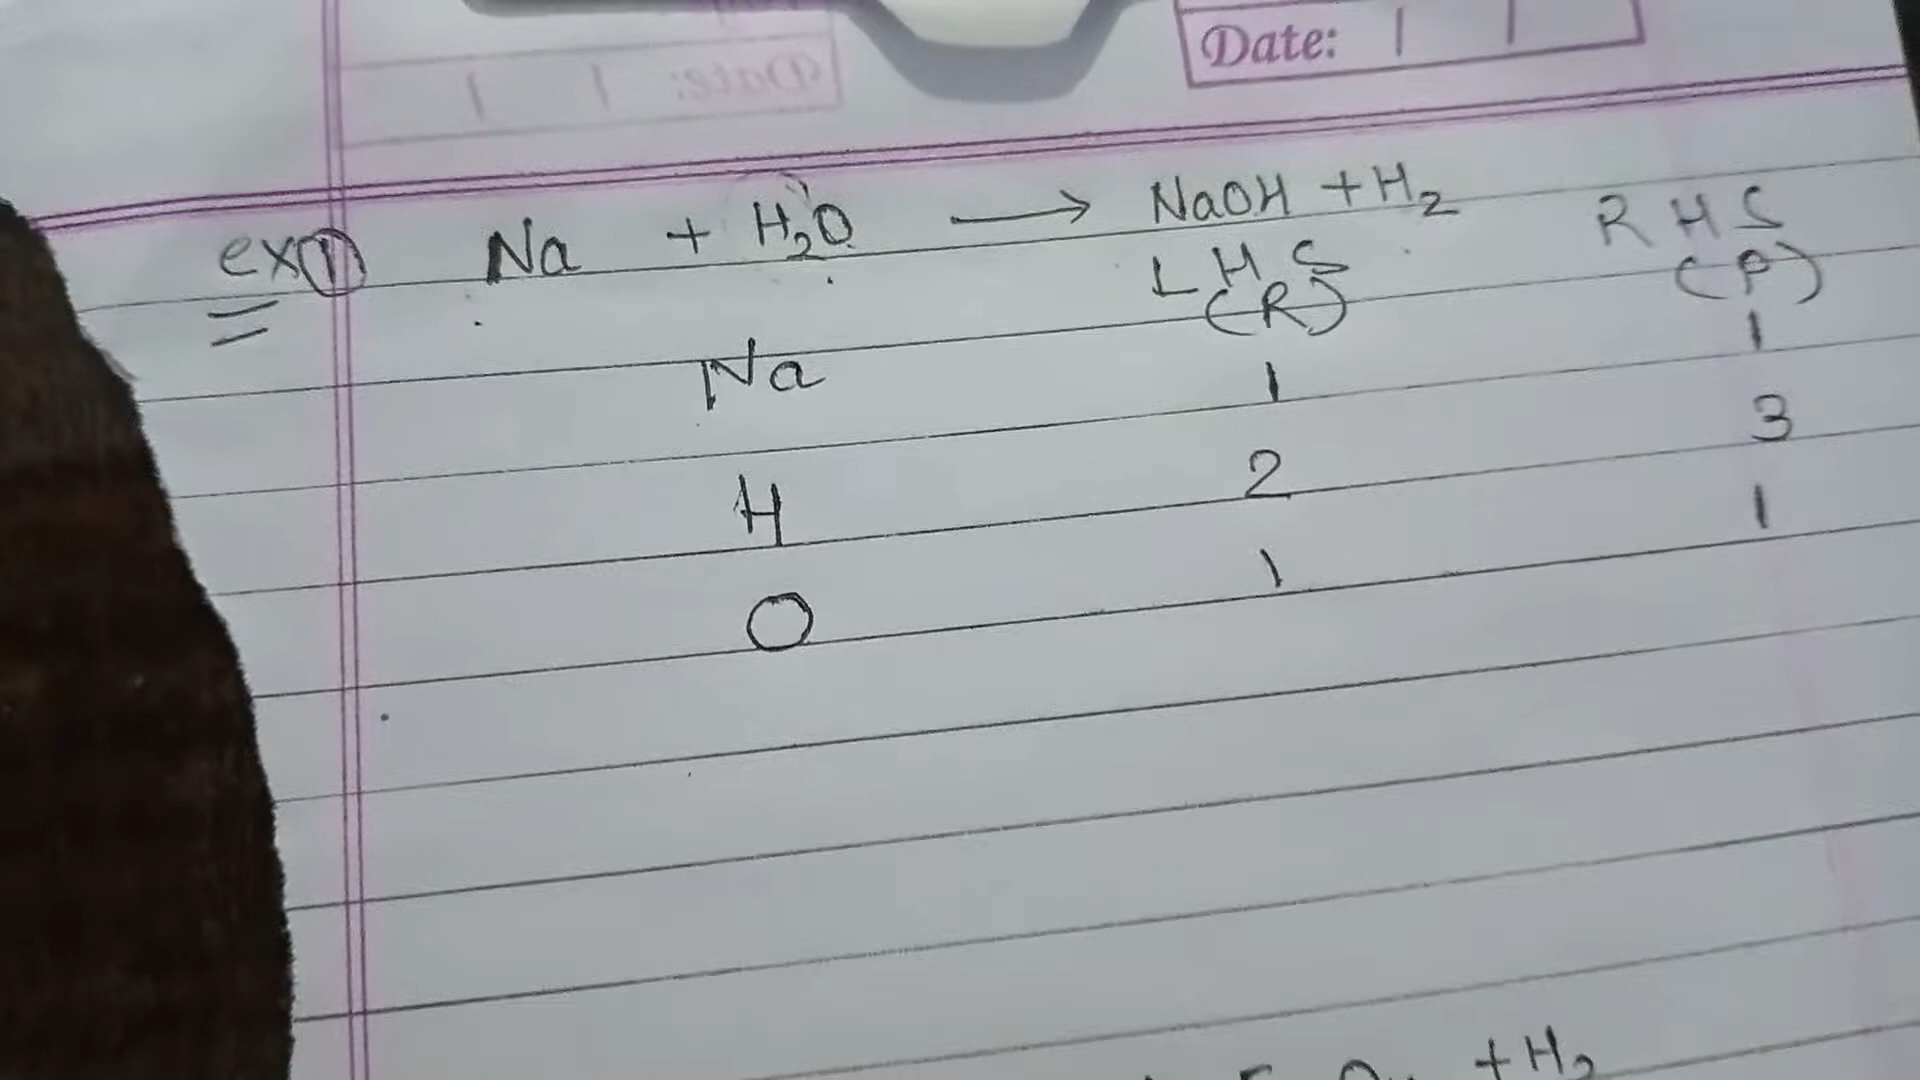 Date:
ex① Na + H₂O → NaOH + H₂
LHS RHS
(R) (P)
Na 1 1
H 2 3
O 1 1
+ H₂